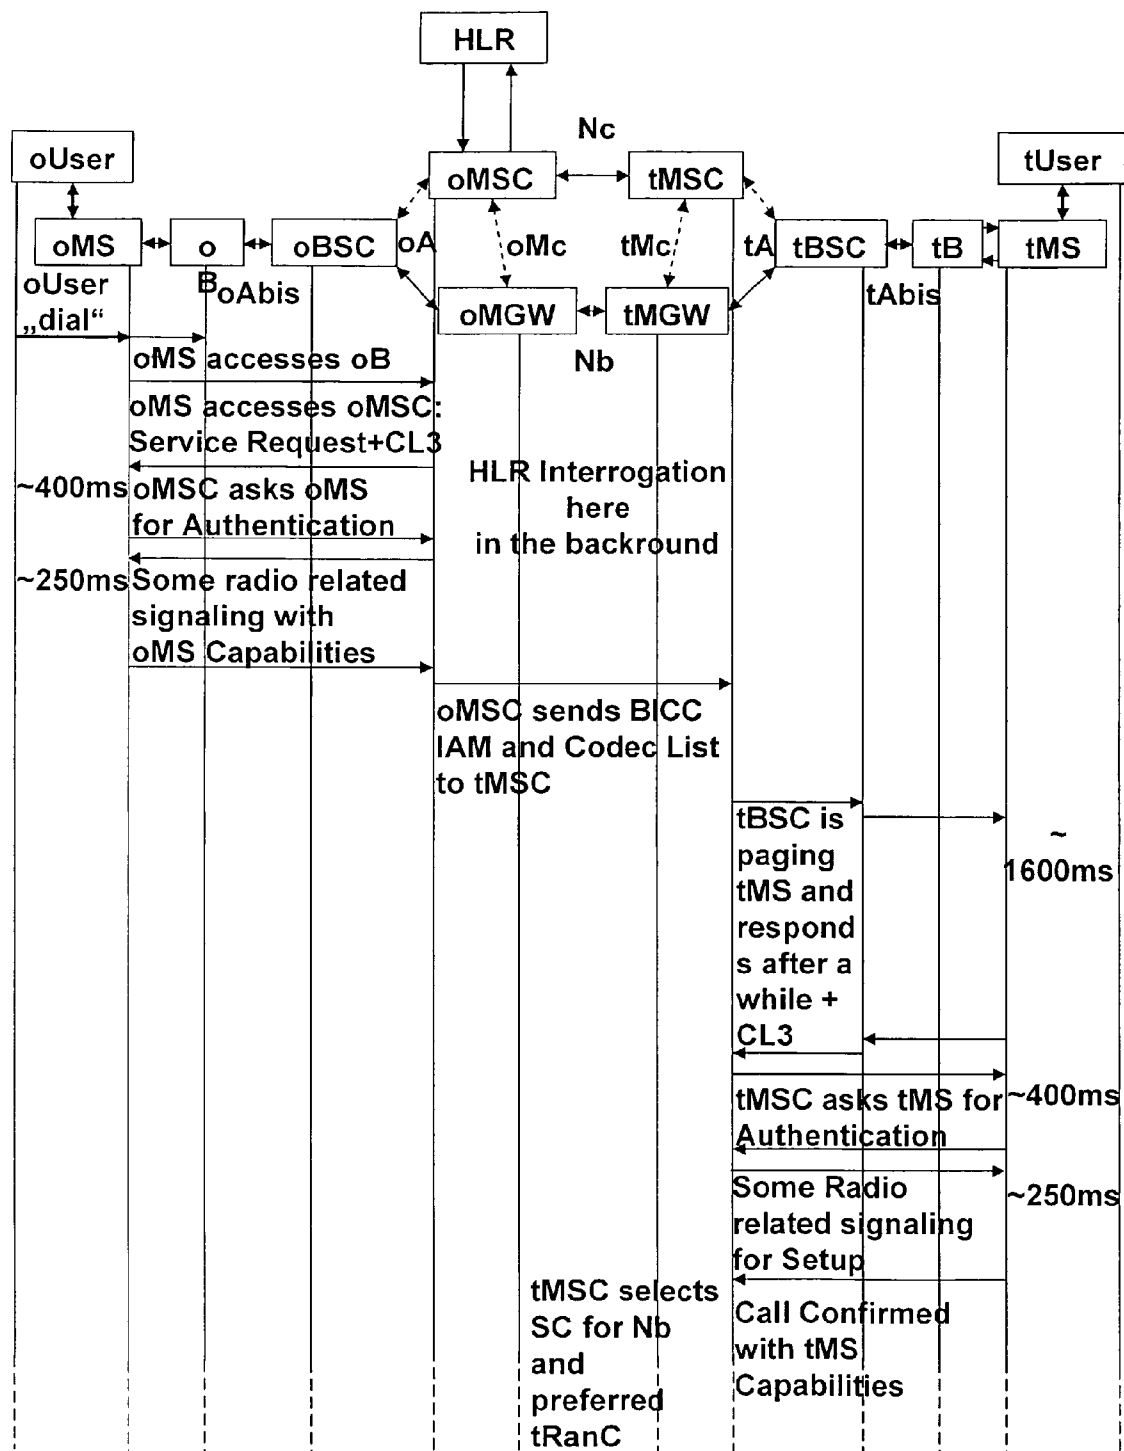 HLR
Nc
oUser
oMSC
tMSC
tUser
oMS
o
B
oBSC
oA
oMc
tMc
tA
tBSC
tB
tMS
oAbis
tAbis
oMGW
tMGW
Nb
oUser
„dial“
oMS accesses oB
oMS accesses oMSC:
Service Request+CL3
~400ms
oMSC asks oMS
for Authentication
HLR Interrogation
here
in the backround
~250ms
Some radio related
signaling with
oMS Capabilities
oMSC sends BICC
IAM and Codec List
to tMSC
tBSC is
paging
tMS and
respond
s after a
while +
CL3
~
1600ms
tMSC asks tMS for
Authentication
~400ms
Some Radio
related signaling
for Setup
~250ms
tMSC selects
SC for Nb
and
preferred
tRanC
Call Confirmed
with tMS
Capabilities